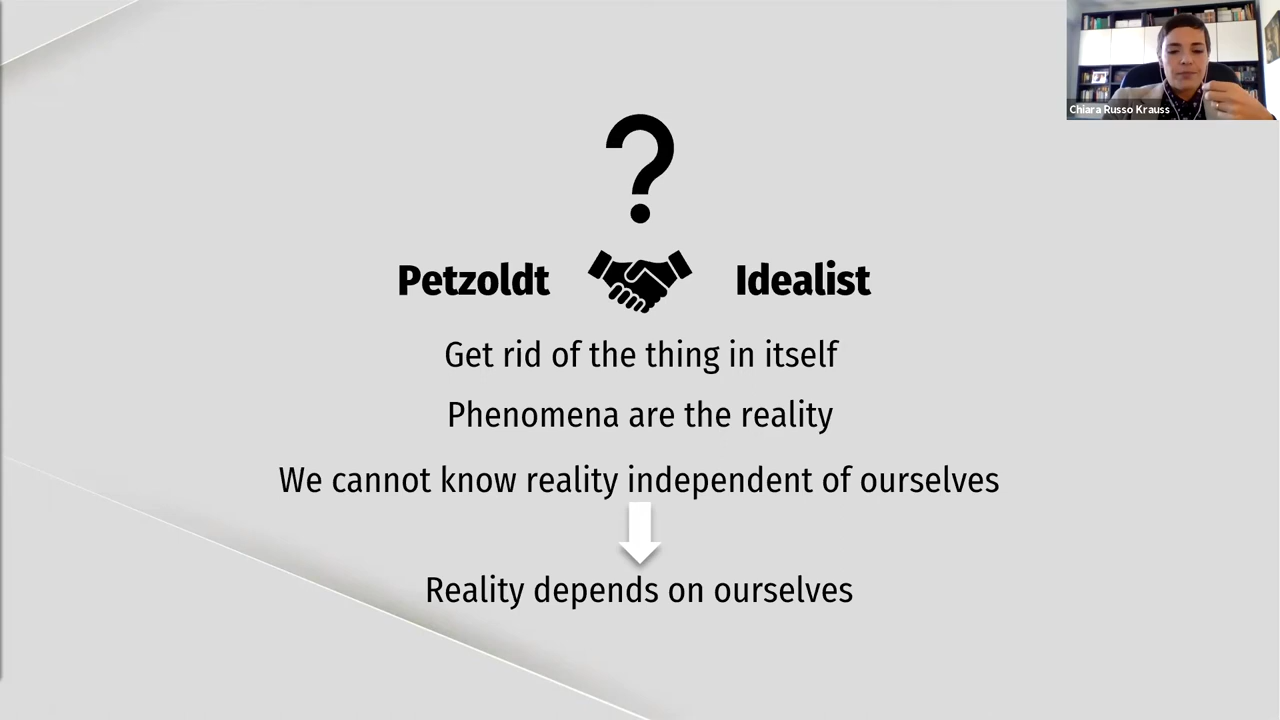 Chiara Russo Krauss
?
Petzoldt Idealist
Get rid of the thing in itself
Phenomena are the reality
We cannot know reality independent of ourselves
Reality depends on ourselves